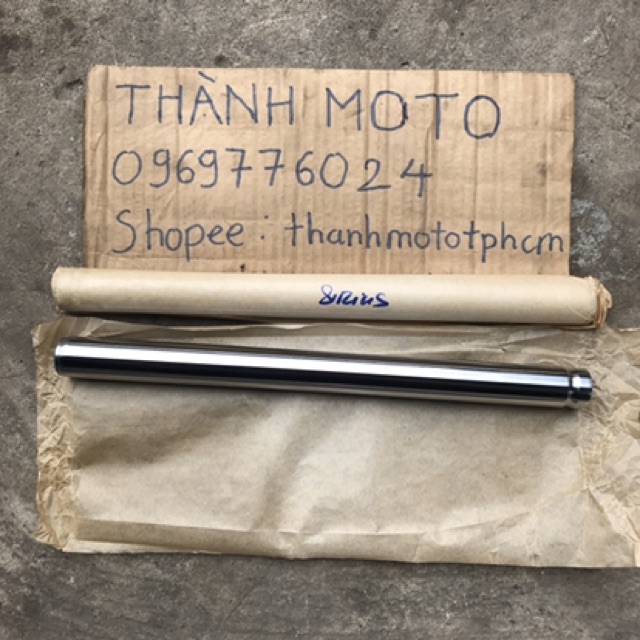 THÀNH MOTO
0969776024
Shopee: thanhmototphcm
SIRIUS